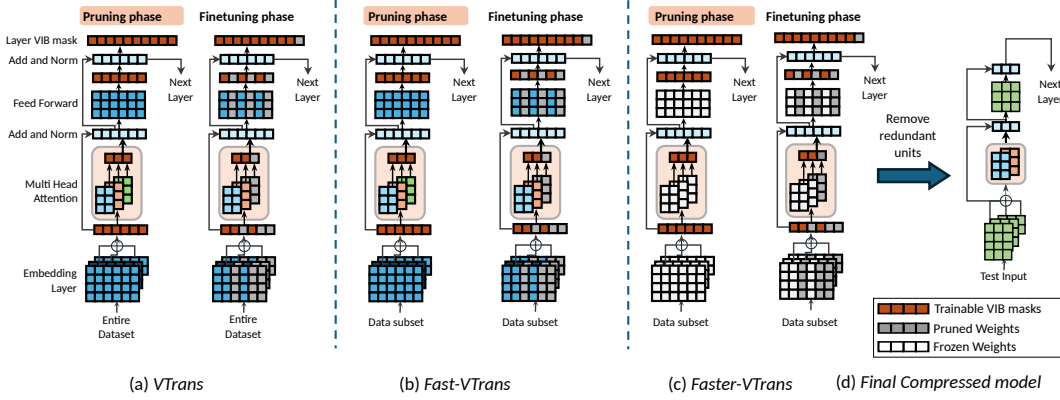 Pruning phase
Finetuning phase
Layer VIB mask
Add and Norm
Next
Layer
Next
Layer
Feed Forward
Add and Norm
Multi Head
Attention
Embedding
Layer
Entire
Dataset
Entire
Dataset
(a) VTrans
Pruning phase
Finetuning phase
Next
Layer
Next
Layer
Data subset
Data subset
(b) Fast-VTrans
Pruning phase
Finetuning phase
Next
Layer
Next
Layer
Data subset
Data subset
(c) Faster-VTrans
Remove
redundant
units
Next
Layer
Test Input
Trainable VIB masks
Pruned Weights
Frozen Weights
(d) Final Compressed model